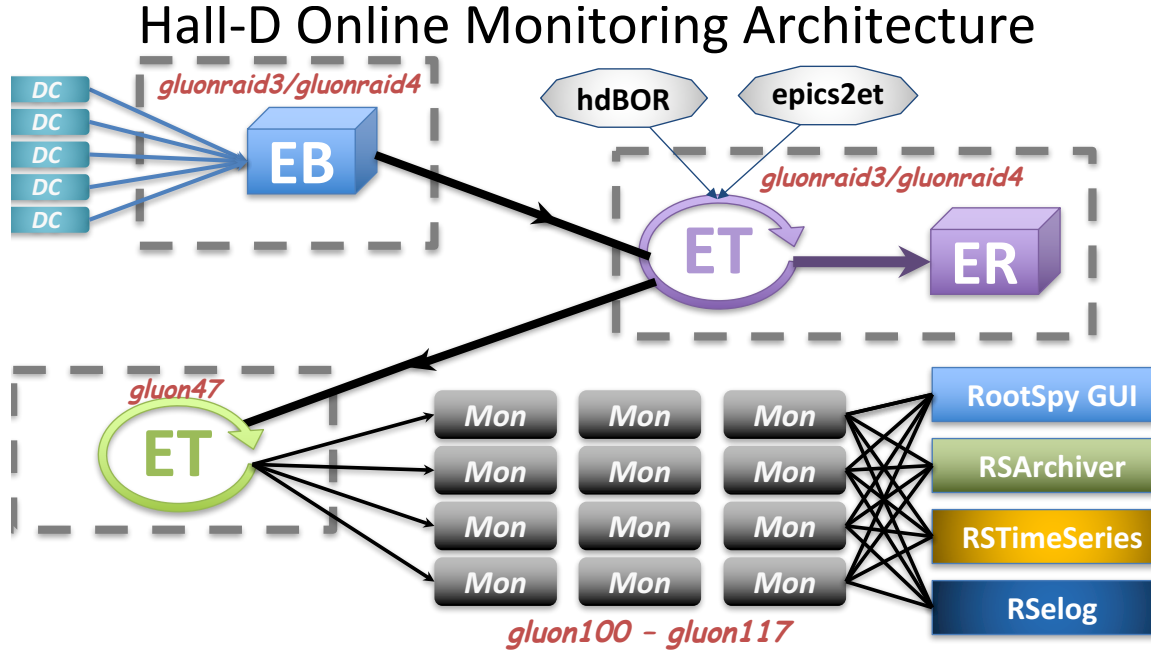 Hall-D Online Monitoring Architecture
gluonraid3/gluonraid4
DC
DC
DC
DC
DC
EB
hdBOR
epics2et
gluonraid3/gluonraid4
ET
ER
gluon47
ET
Mon Mon Mon
Mon Mon Mon
Mon Mon Mon
Mon Mon Mon
gluon100 – gluon117
RootSpy GUI
RSArchiver
RSTimeSeries
RSelog